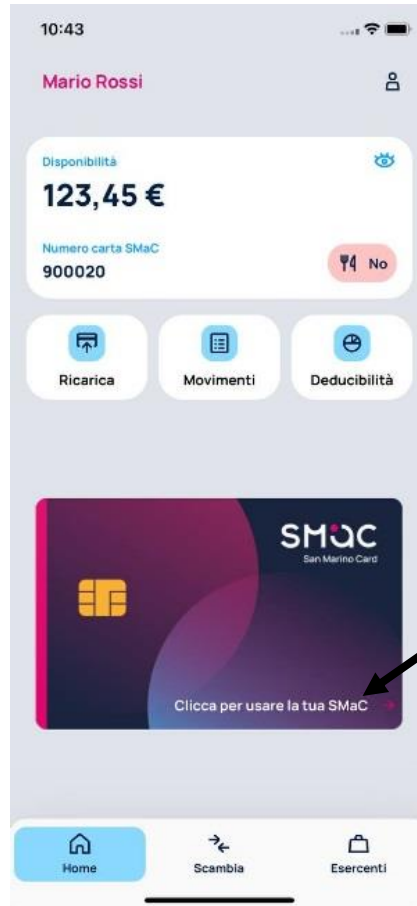 10:43
Mario Rossi
Disponibilità
123,45 €
Numero carta SMaC
900020
No
Ricarica
Movimenti
Deducibilità
SMaC
San Marino Card
Clicca per usare la tua SMaC
Home
Scambia
Esercenti